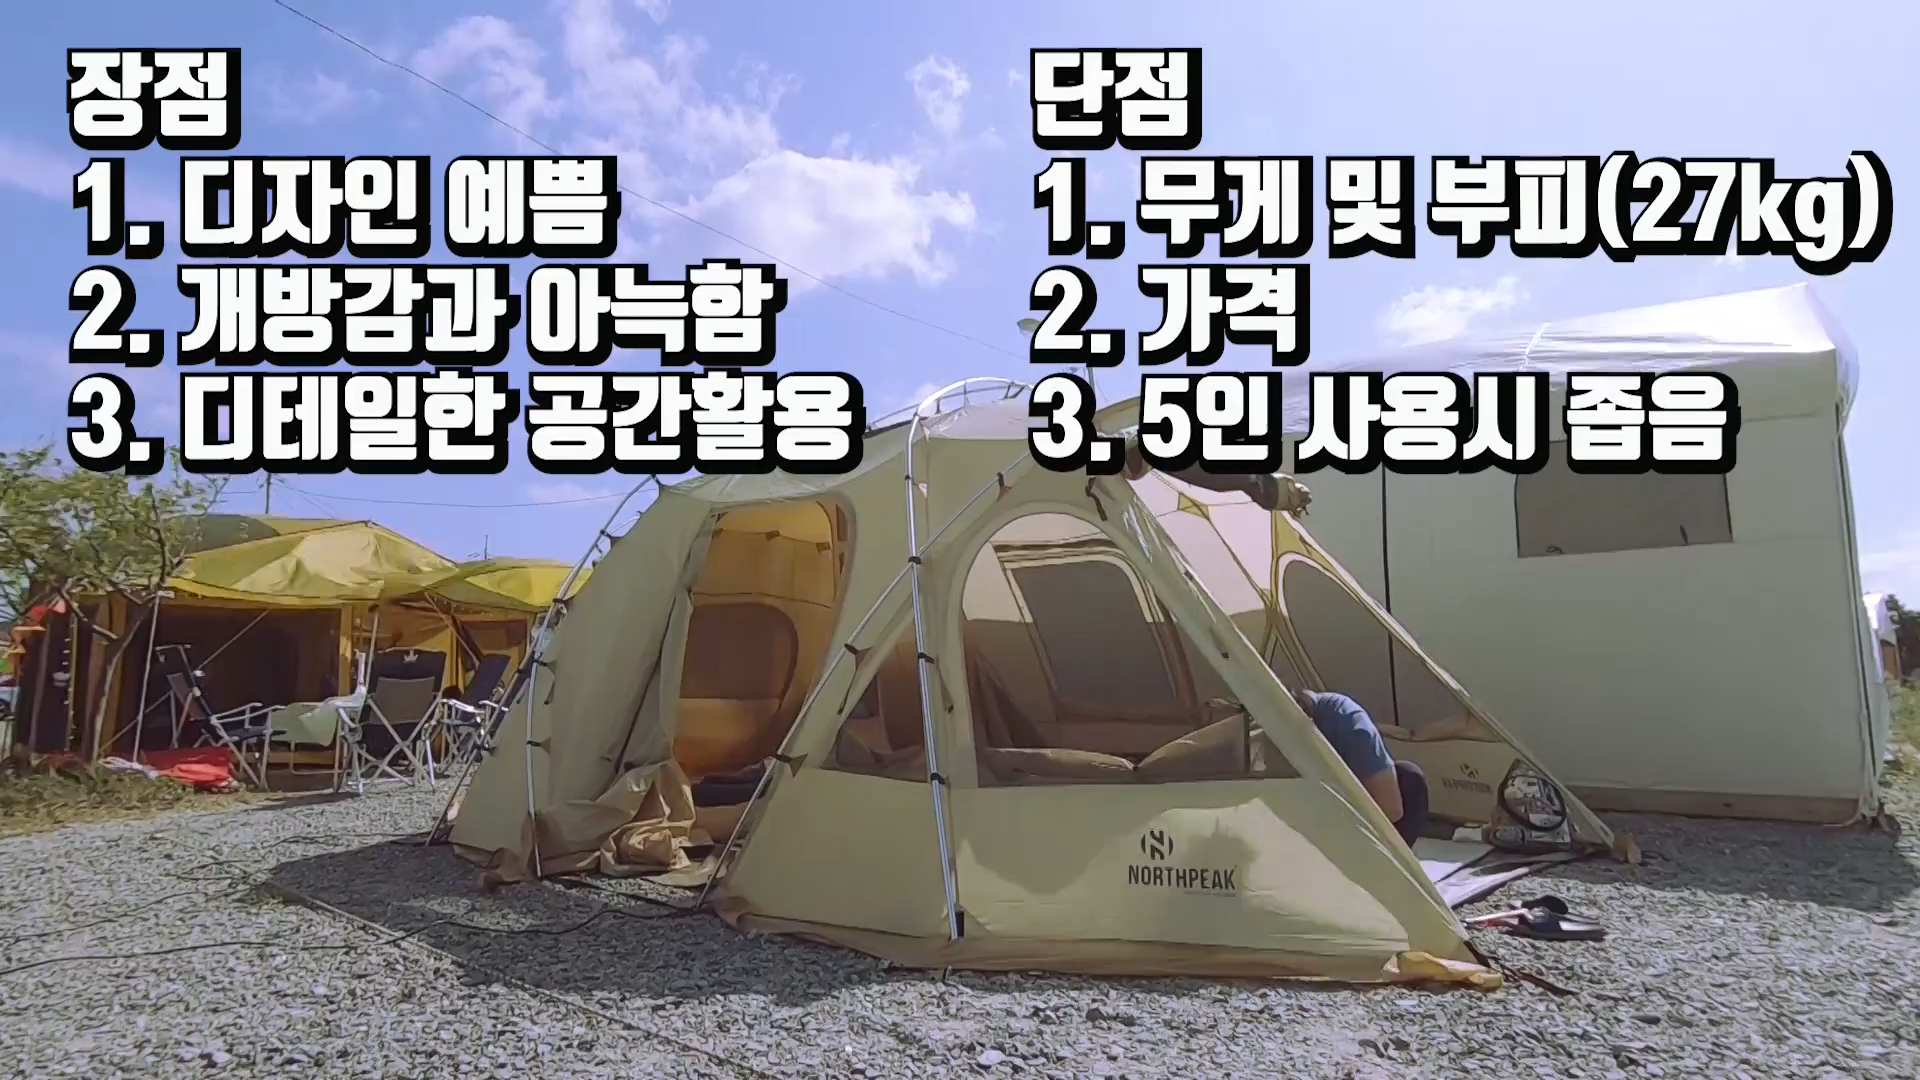 장점
1. 디자인 예쁨
2. 개방감과 아늑함
3. 디테일한 공간활용
단점
1. 무게 및 부피(27kg)
2. 가격
3. 5인 사용시 좁음
NORTHPEAK